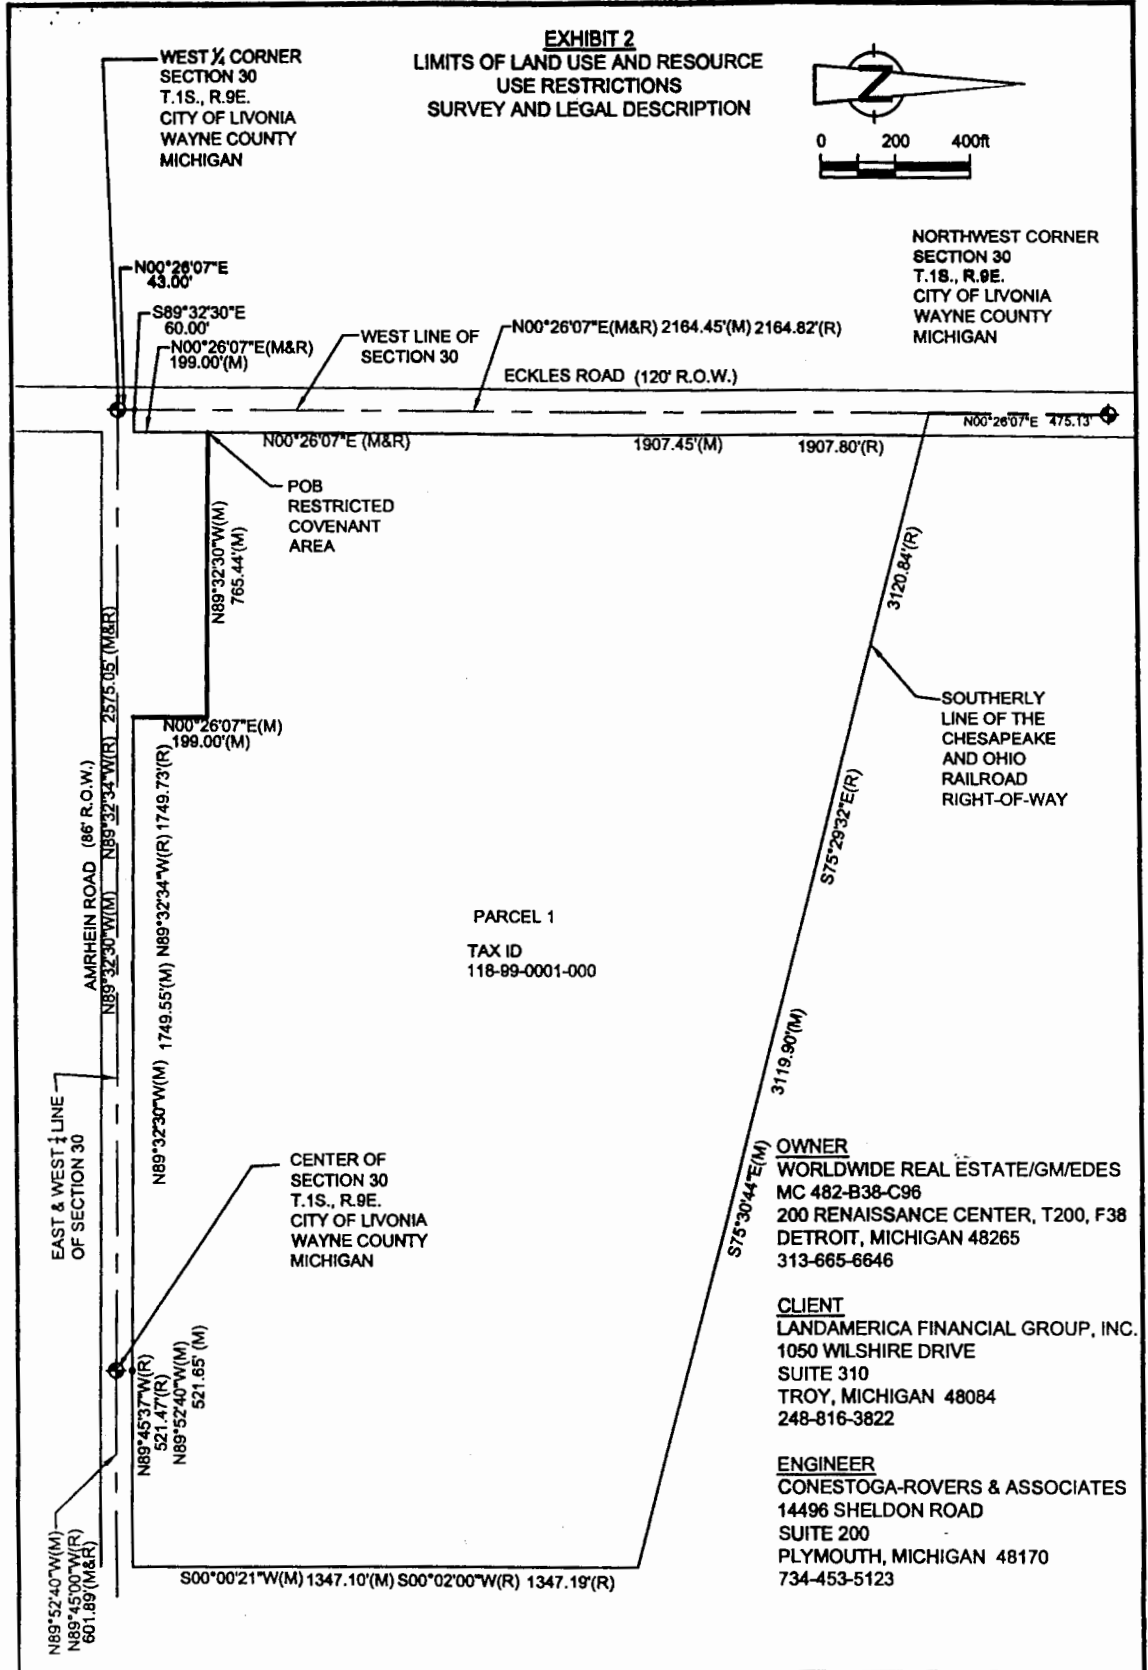 EXHIBIT 2
LIMITS OF LAND USE AND RESOURCE
USE RESTRICTIONS
SURVEY AND LEGAL DESCRIPTION
WEST ¼ CORNER
SECTION 30
T.1S., R.9E.
CITY OF LIVONIA
WAYNE COUNTY
MICHIGAN
Z
0 200 400ft
NORTHWEST CORNER
SECTION 30
T.1S., R.9E.
CITY OF LIVONIA
WAYNE COUNTY
MICHIGAN
N00°26'07"E
43.00'
S89°32'30"E
60.00'
N00°26'07"E(M&R)
199.00'(M)
WEST LINE OF
SECTION 30
N00°26'07"E(M&R) 2164.45'(M) 2164.82'(R)
ECKLES ROAD (120' R.O.W.)
N00°26'07"E 475.13'
N00°26'07"E (M&R) 1907.45'(M) 1907.80'(R)
POB
RESTRICTED
COVENANT
AREA
N89°32'30"W(M)
765.44'(M)
N00°26'07"E(M)
199.00'(M)
AMRHEIN ROAD (86' R.O.W.)
N89°32'30"W(M) N89°32'34"W(R) 2575.05' (M&R)
N89°32'30"W(M) 1749.55'(M) N89°32'34"W(R) 1749.73'(R)
3120.84'(R)
S75°29'32"E(R)
SOUTHERLY
LINE OF THE
CHESAPEAKE
AND OHIO
RAILROAD
RIGHT-OF-WAY
PARCEL 1
TAX ID
118-99-0001-000
3119.90'(M)
S75°30'44"E(M)
EAST & WEST ¼ LINE
OF SECTION 30
CENTER OF
SECTION 30
T.1S., R.9E.
CITY OF LIVONIA
WAYNE COUNTY
MICHIGAN
N89°45'37"W(R)
521.47'(R)
N89°52'40"W(M)
521.65' (M)
N89°52'40"W(M)
N89°45'00"W(R)
601.89'(M&R)
S00°00'21"W(M) 1347.10'(M) S00°02'00"W(R) 1347.19'(R)
OWNER
WORLDWIDE REAL ESTATE/GM/EDES
MC 482-B38-C96
200 RENAISSANCE CENTER, T200, F38
DETROIT, MICHIGAN 48265
313-665-6646
CLIENT
LANDAMERICA FINANCIAL GROUP, INC.
1050 WILSHIRE DRIVE
SUITE 310
TROY, MICHIGAN 48084
248-816-3822
ENGINEER
CONESTOGA-ROVERS & ASSOCIATES
14496 SHELDON ROAD
SUITE 200
PLYMOUTH, MICHIGAN 48170
734-453-5123